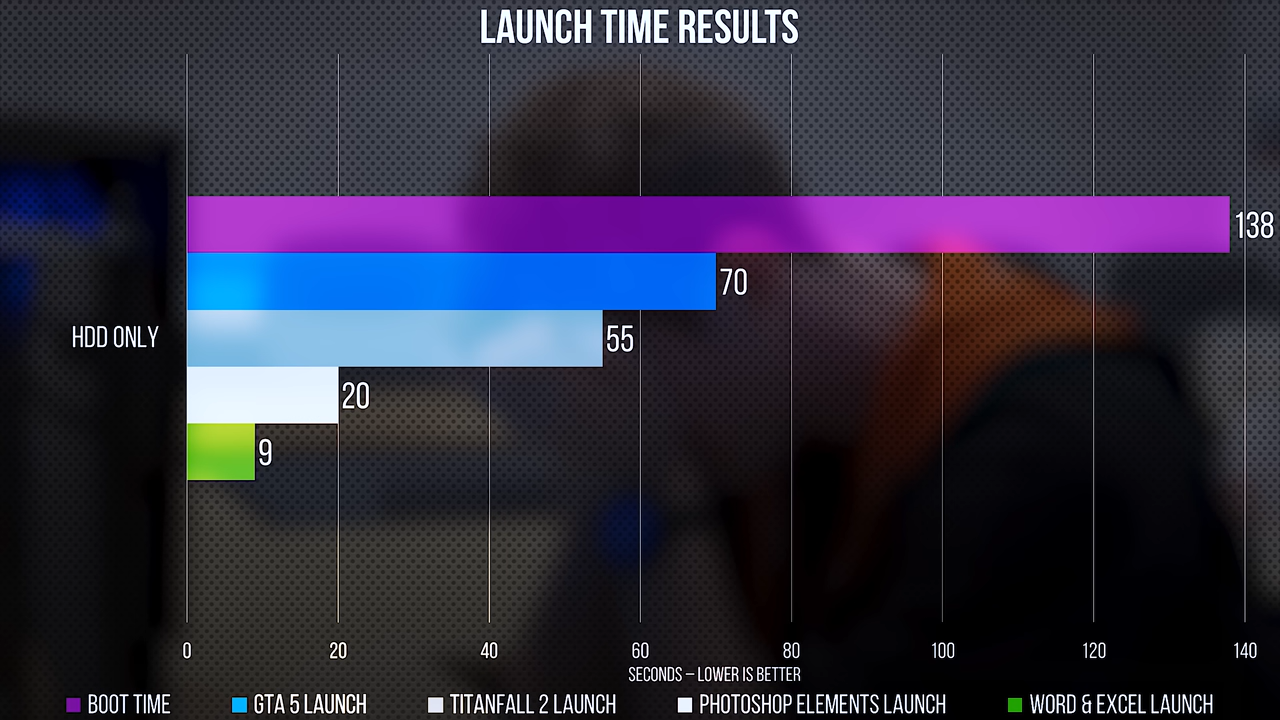 LAUNCH TIME RESULTS
138
70
55
HDD ONLY
20
9
0 20 40 60 80 100 120 140
SECONDS – LOWER IS BETTER
BOOT TIME GTA 5 LAUNCH TITANFALL 2 LAUNCH PHOTOSHOP ELEMENTS LAUNCH WORD & EXCEL LAUNCH